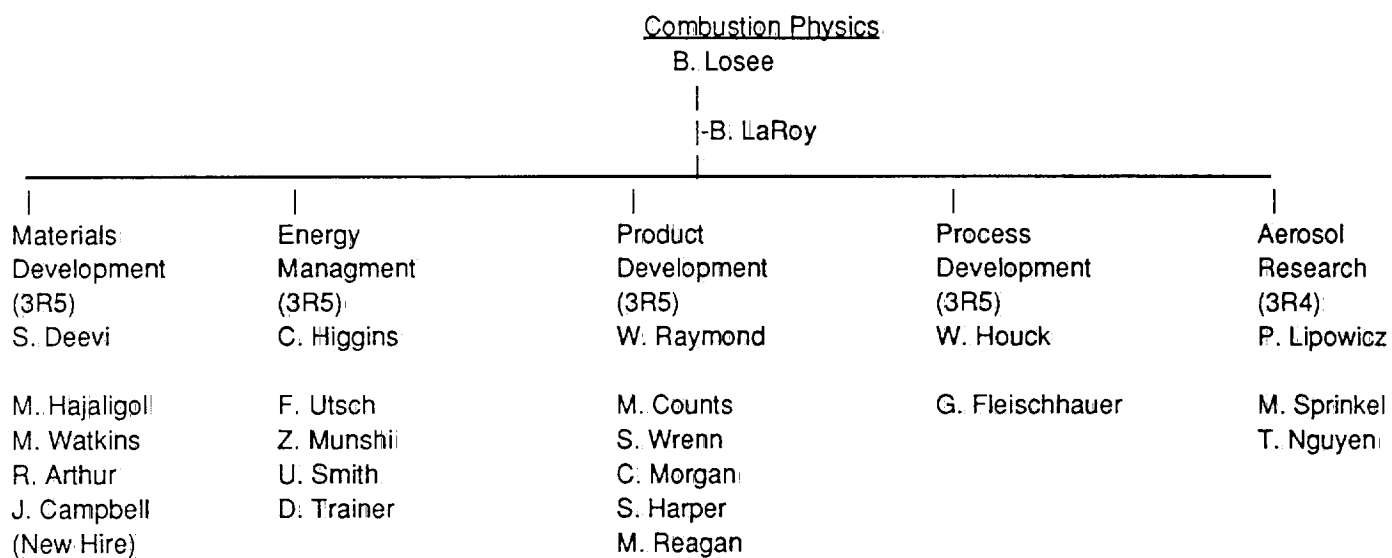 Combustion Physics
B. Losee
-B. LaRoy
Materials
Development
(3R5)
S. Deevi
M. Hajaligoll
M. Watkins
R. Arthur
J. Campbell
(New Hire)
Energy
Managment
(3R5)
C. Higgins
F. Utsch
Z. Munshi
U. Smith
D. Trainer
Product
Development
(3R5)
W. Raymond
M. Counts
S. Wrenn
C. Morgan
S. Harper
M. Reagan
Process
Development
(3R5)
W. Houck
G. Fleischhauer
Aerosol
Research
(3R4)
P. Lipowicz
M. Sprinkel
T. Nguyen